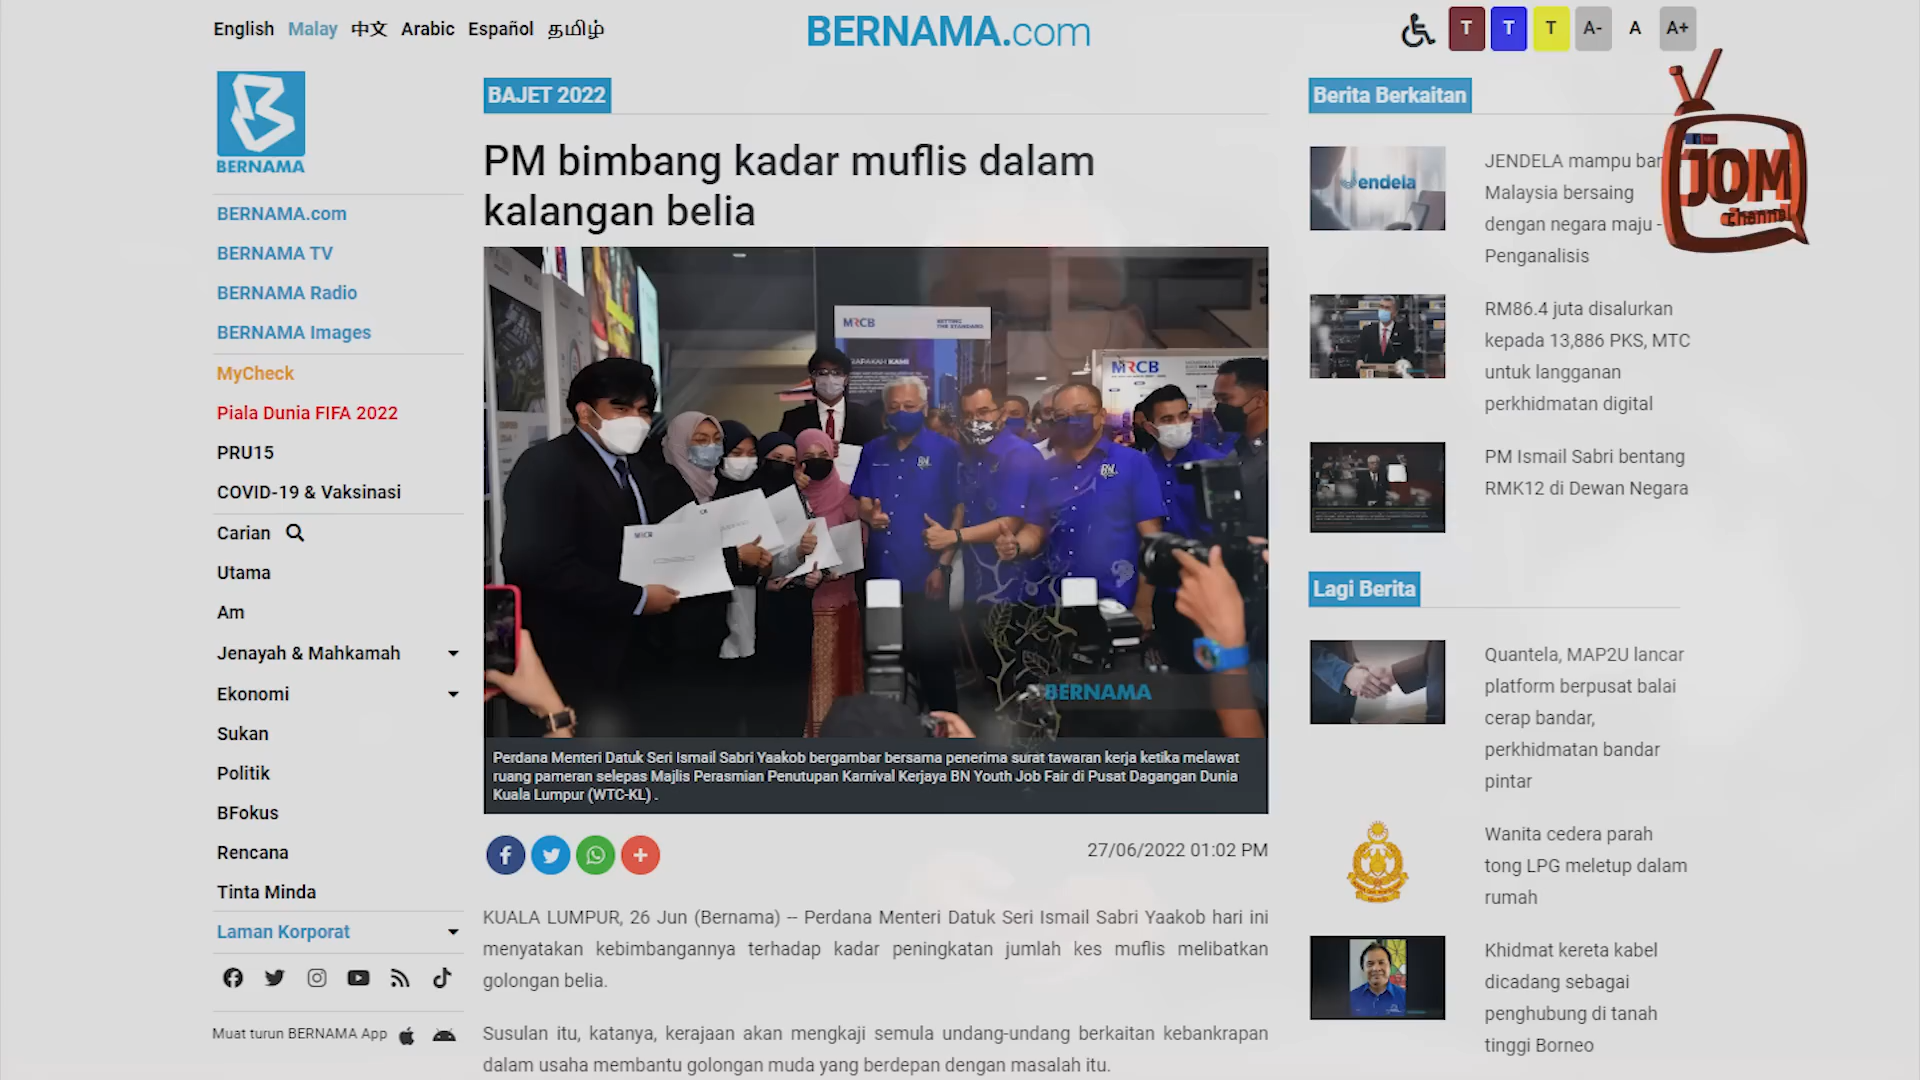 English Malay 中文 Arabic Español தமிழ்
BERNAMA.com
T T T A- A A+
BERNAMA
BERNAMA.com
BERNAMA TV
BERNAMA Radio
BERNAMA Images
MyCheck
Piala Dunia FIFA 2022
PRU15
COVID-19 & Vaksinasi
Carian
Utama
Am
Jenayah & Mahkamah
Ekonomi
Sukan
Politik
BFokus
Rencana
Tinta Minda
Laman Korporat
Muat turun BERNAMA App
BAJET 2022
PM bimbang kadar muflis dalam
kalangan belia
MRCB
SETTING
THE STANDARD
MRCB
BN
BN
MRCB
BERNAMA
Perdana Menteri Datuk Seri Ismail Sabri Yaakob bergambar bersama penerima surat tawaran kerja ketika melawat
ruang pameran selepas Majlis Perasmian Penutupan Karnival Kerjaya BN Youth Job Fair di Pusat Dagangan Dunia
Kuala Lumpur (WTC-KL) .
27/06/2022 01:02 PM
KUALA LUMPUR, 26 Jun (Bernama) -- Perdana Menteri Datuk Seri Ismail Sabri Yaakob hari ini
menyatakan kebimbangannya terhadap kadar peningkatan jumlah kes muflis melibatkan
golongan belia.
Susulan itu, katanya, kerajaan akan mengkaji semula undang-undang berkaitan kebankrapan
dalam usaha membantu golongan muda yang berdepan dengan masalah itu.
Berita Berkaitan
JOM
channel
Jendela
JENDELA mampu
Malaysia bersaing
dengan negara maju -
Penganalisis
RM86.4 juta disalurkan
kepada 13,886 PKS, MTC
untuk langganan
perkhidmatan digital
PM Ismail Sabri bentang
RMK12 di Dewan Negara
Lagi Berita
Quantela, MAP2U lancar
platform berpusat balai
cerap bandar,
perkhidmatan bandar
pintar
Wanita cedera parah
tong LPG meletup dalam
rumah
Khidmat kereta kabel
dicadang sebagai
penghubung di tanah
tinggi Borneo